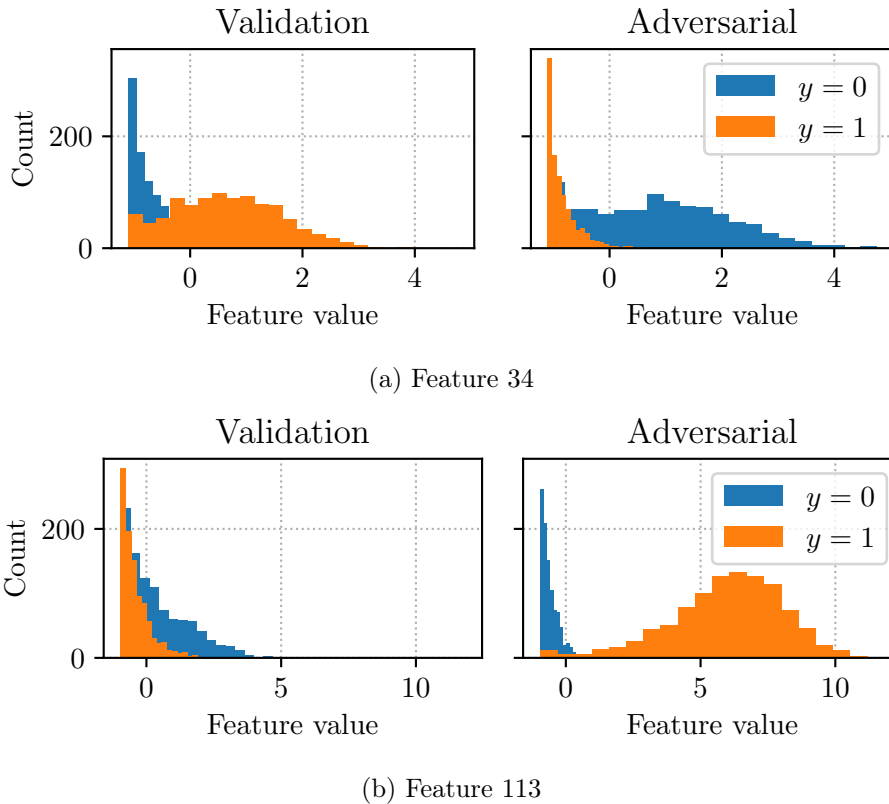 Validation
Adversarial
200
0
Count
0
2
4
Feature value
y = 0
y = 1
0
2
4
Feature value
(a) Feature 34
Validation
Adversarial
200
0
Count
0
5
10
Feature value
y = 0
y = 1
0
5
10
Feature value
(b) Feature 113